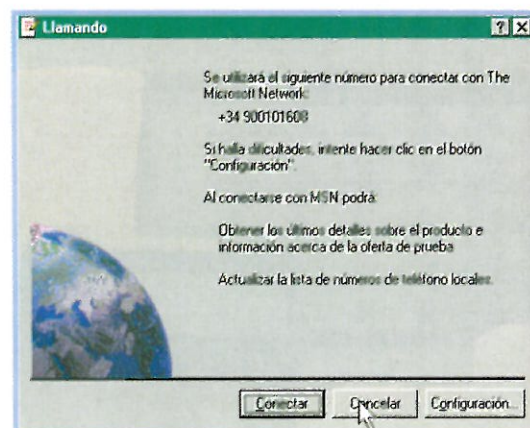 Llamando
Se utilizará el siguiente número para conectar con The
Microsoft Network:
+34 900101608
Si halla dificultades, intente hacer clic en el botón
"Configuración".
Al conectarse con MSN podrá:
Obtener los últimos detalles sobre el producto e
información acerca de la oferta de prueba
Actualizar la lista de números de teléfono locales.
Conectar Cancelar Configuración...